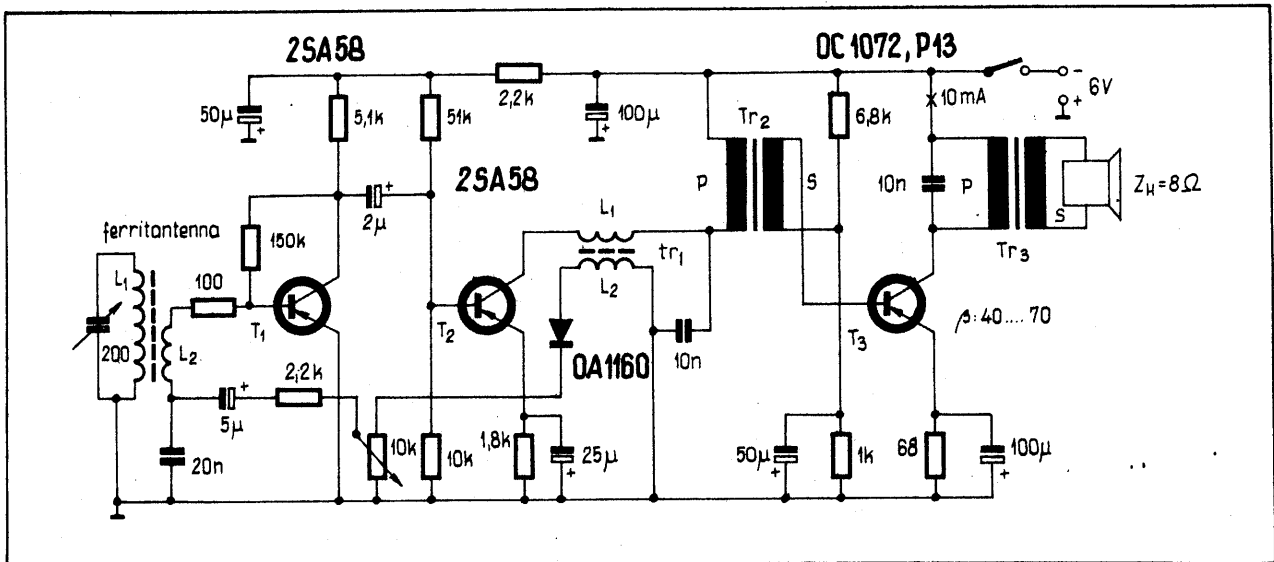 2SA58
OC1072, P13
50µ
+
5,1k
51k
2,2k
100µ
+
Tr2
6,8k
10mA
-
+
6V
2SA58
2µ
+
P
S
10n
P
S
Tr3
ZH=8Ω
ferritantenna
L1
200
L2
100
150k
T1
T2
L1
tr1
L2
10n
OA1160
T3
β:40....70
5µ
+
2,2k
20n
10k
10k
1,8k
25µ
+
50µ
+
1k
68
100µ
+